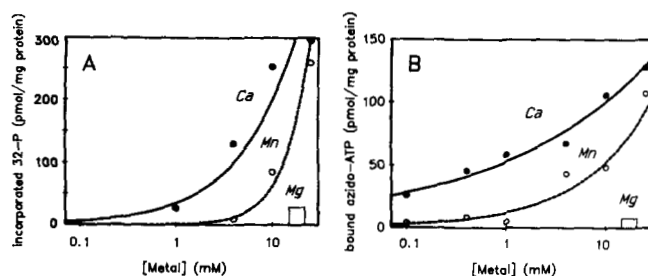 incorporated 32-P (pmol/mg protein)
300
200
100
0
A
Ca
Mn
Mg
0.1
1
10
[Metal] (mM)
bound azido-ATP (pmol/mg protein)
150
100
50
0
B
Ca
Mn
Mg
0.1
1
10
[Metal] (mM)